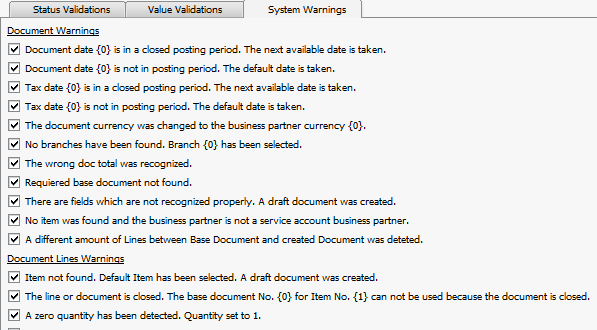 Status Validations Value Validations System Warnings
Document Warnings
Document date {0} is in a closed posting period. The next available date is taken.
Document date {0} is not in posting period. The default date is taken.
Tax date {0} is in a closed posting period. The next available date is taken.
Tax date {0} is not in posting period. The default date is taken.
The document currency was changed to the business partner currency {0}.
No branches have been found. Branch {0} has been selected.
The wrong doc total was recognized.
Requiered base document not found.
There are fields which are not recognized properly. A draft document was created.
No item was found and the business partner is not a service account business partner.
A different amount of Lines between Base Document and created Document was deteted.
Document Lines Warnings
Item not found. Default Item has been selected. A draft document was created.
The line or document is closed. The base document No. {0} for Item No. {1} can not be used because the document is closed.
A zero quantity has been detected. Quantity set to 1.